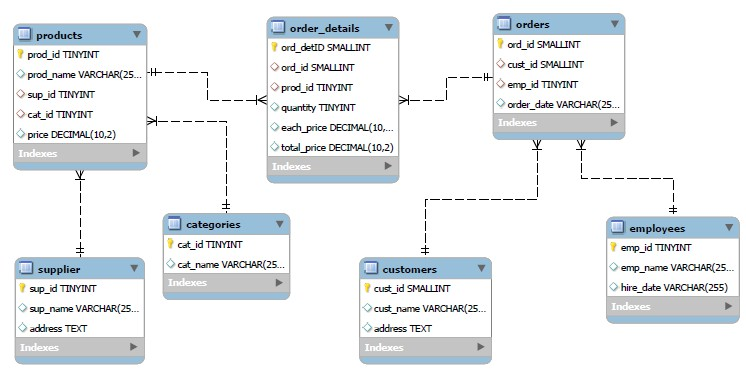 products
prod_id TINYINT
prod_name VARCHAR(25...
sup_id TINYINT
cat_id TINYINT
price DECIMAL(10,2)
Indexes
order_details
ord_detID SMALLINT
ord_id SMALLINT
prod_id TINYINT
quantity TINYINT
each_price DECIMAL(10,...
total_price DECIMAL(10,2)
Indexes
orders
ord_id SMALLINT
cust_id SMALLINT
emp_id TINYINT
order_date VARCHAR(25...
Indexes
categories
cat_id TINYINT
cat_name VARCHAR(25...
Indexes
employees
emp_id TINYINT
emp_name VARCHAR(25...
hire_date VARCHAR(255)
Indexes
supplier
sup_id TINYINT
sup_name VARCHAR(25...
address TEXT
Indexes
customers
cust_id SMALLINT
cust_name VARCHAR(25...
address TEXT
Indexes